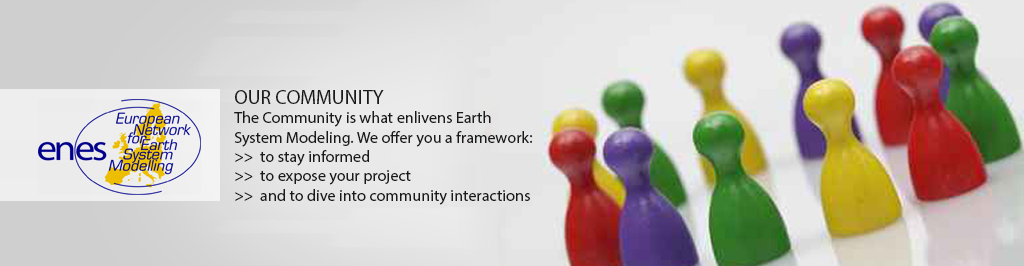 enes
European
Network
for Earth
System
Modelling
OUR COMMUNITY
The Community is what enlivens Earth
System Modeling. We offer you a framework:
>> to stay informed
>> to expose your project
>> and to dive into community interactions